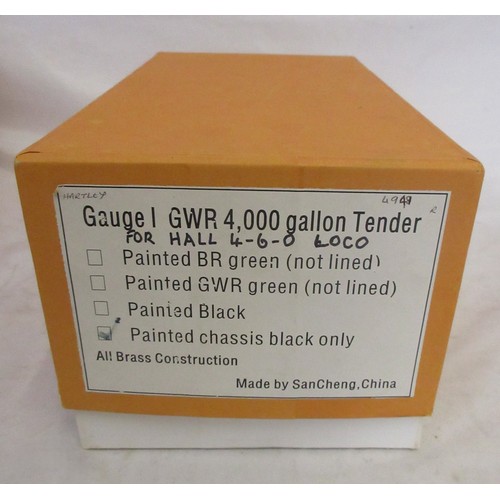 HARTLEY
Gauge I GWR 4,000 gallon Tender
FOR HALL 4-6-0 LOCO
Painted BR green (not lined)
Painted GWR green (not lined)
Painted Black
Painted chassis black only
All Brass Construction
Made by SanCheng,China